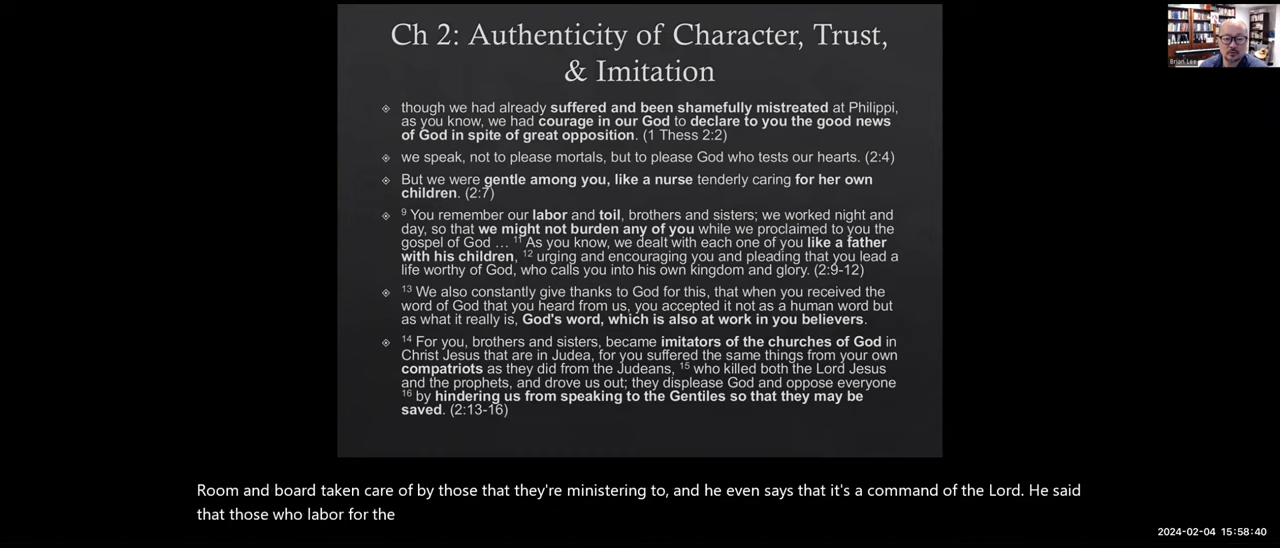 Ch 2: Authenticity of Character, Trust,
& Imitation
though we had already suffered and been shamefully mistreated at Philippi,
as you know, we had courage in our God to declare to you the good news
of God in spite of great opposition. (1 Thess 2:2)
we speak, not to please mortals, but to please God who tests our hearts. (2:4)
But we were gentle among you, like a nurse tenderly caring for her own
children. (2:7)
9 You remember our labor and toil, brothers and sisters; we worked night and
day, so that we might not burden any of you while we proclaimed to you the
gospel of God … 11 As you know, we dealt with each one of you like a father
with his children, 12 urging and encouraging you and pleading that you lead a
life worthy of God, who calls you into his own kingdom and glory. (2:9-12)
13 We also constantly give thanks to God for this, that when you received the
word of God that you heard from us, you accepted it not as a human word but
as what it really is, God's word, which is also at work in you believers.
14 For you, brothers and sisters, became imitators of the churches of God in
Christ Jesus that are in Judea, for you suffered the same things from your own
compatriots as they did from the Judeans, 15 who killed both the Lord Jesus
and the prophets, and drove us out; they displease God and oppose everyone
16 by hindering us from speaking to the Gentiles so that they may be
saved. (2:13-16)
Brian Lee
Room and board taken care of by those that they're ministering to, and he even says that it's a command of the Lord. He said
that those who labor for the
2024-02-04 15:58:40